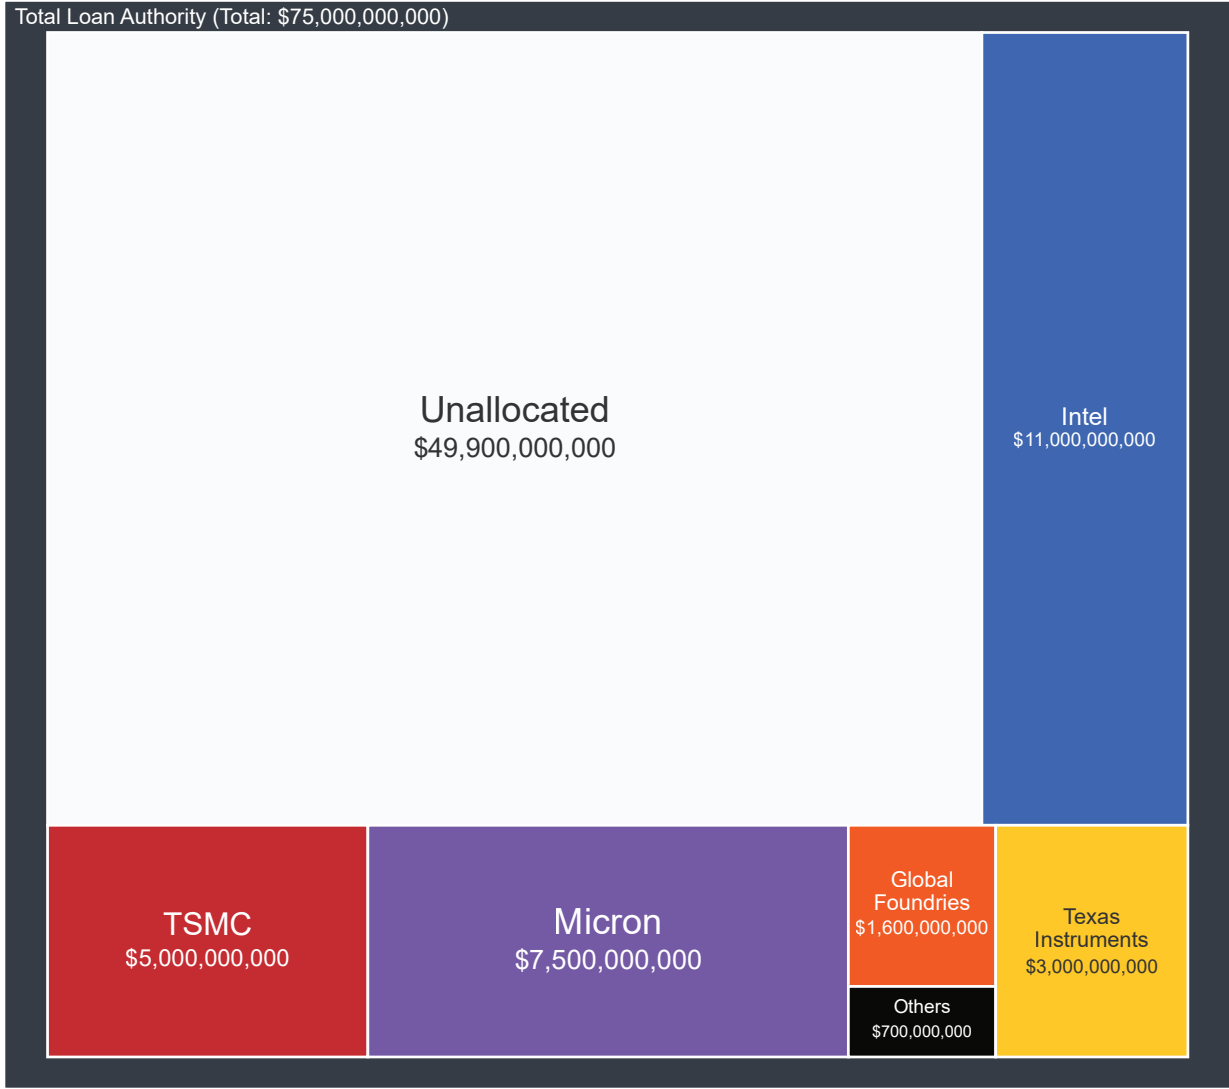 Total Loan Authority (Total: $75,000,000,000)
Unallocated
$49,900,000,000
Intel
$11,000,000,000
TSMC
$5,000,000,000
Micron
$7,500,000,000
Global
Foundries
$1,600,000,000
Others
$700,000,000
Texas
Instruments
$3,000,000,000